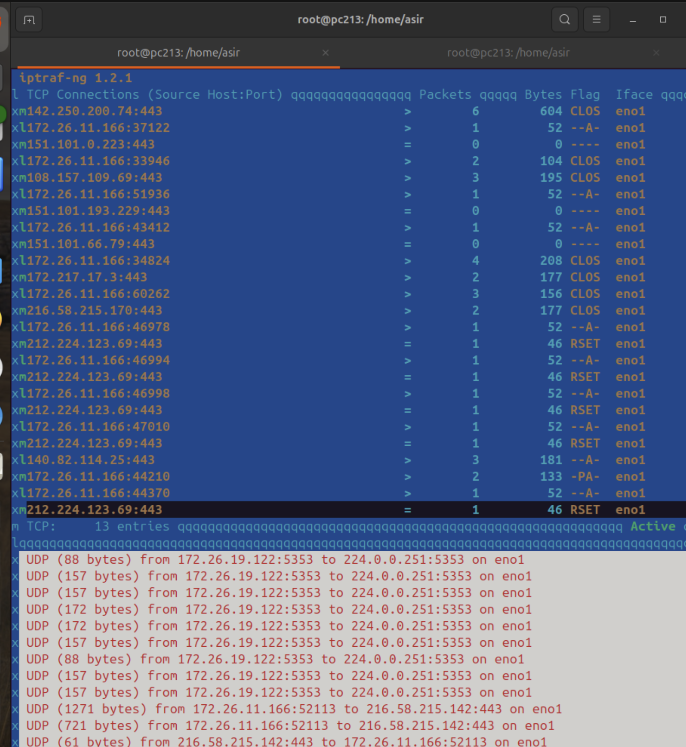 root@pc213: /home/asir
root@pc213: /home/asir × root@pc213: /home/asir ×
iptraf-ng 1.2.1
l TCP Connections (Source Host:Port) qqqqqqqqqqqqqqqq Packets qqqqq Bytes Flag Iface qqq
xm142.250.200.74:443 > 6 604 CLOS eno1
xl172.26.11.166:37122 > 1 52 --A- eno1
xm151.101.0.223:443 = 0 0 ---- eno1
xl172.26.11.166:33946 > 2 104 CLOS eno1
xm108.157.109.69:443 > 3 195 CLOS eno1
xl172.26.11.166:51936 > 1 52 --A- eno1
xm151.101.193.229:443 = 0 0 ---- eno1
xl172.26.11.166:43412 > 1 52 --A- eno1
xm151.101.66.79:443 = 0 0 ---- eno1
xl172.26.11.166:34824 > 4 208 CLOS eno1
xm172.217.17.3:443 > 2 177 CLOS eno1
xl172.26.11.166:60262 > 3 156 CLOS eno1
xm216.58.215.170:443 > 2 177 CLOS eno1
xl172.26.11.166:46978 > 1 52 --A- eno1
xm212.224.123.69:443 = 1 46 RSET eno1
xl172.26.11.166:46994 > 1 52 --A- eno1
xm212.224.123.69:443 = 1 46 RSET eno1
xl172.26.11.166:46998 > 1 52 --A- eno1
xm212.224.123.69:443 = 1 46 RSET eno1
xl172.26.11.166:47010 > 1 52 --A- eno1
xm212.224.123.69:443 = 1 46 RSET eno1
xl140.82.114.25:443 > 3 181 --A- eno1
xm172.26.11.166:44210 > 2 133 -PA- eno1
xl172.26.11.166:44370 > 1 52 --A- eno1
xm212.224.123.69:443 = 1 46 RSET eno1
m TCP: 13 entries qqqqqqqqqqqqqqqqqqqqqqqqqqqqqqqqqqqqqqqqqqqqqqqqqqqqqqqqqqq Active
lqqqqqqqqqqqqqqqqqqqqqqqqqqqqqqqqqqqqqqqqqqqqqqqqqqqqqqqqqqqqqqqqqqqqqqqqqqqqqqqqqqqqqqqq
x UDP (88 bytes) from 172.26.19.122:5353 to 224.0.0.251:5353 on eno1
x UDP (157 bytes) from 172.26.19.122:5353 to 224.0.0.251:5353 on eno1
x UDP (157 bytes) from 172.26.19.122:5353 to 224.0.0.251:5353 on eno1
x UDP (172 bytes) from 172.26.19.122:5353 to 224.0.0.251:5353 on eno1
x UDP (172 bytes) from 172.26.19.122:5353 to 224.0.0.251:5353 on eno1
x UDP (157 bytes) from 172.26.19.122:5353 to 224.0.0.251:5353 on eno1
x UDP (88 bytes) from 172.26.19.122:5353 to 224.0.0.251:5353 on eno1
x UDP (157 bytes) from 172.26.19.122:5353 to 224.0.0.251:5353 on eno1
x UDP (157 bytes) from 172.26.19.122:5353 to 224.0.0.251:5353 on eno1
x UDP (1271 bytes) from 172.26.11.166:52113 to 216.58.215.142:443 on eno1
x UDP (721 bytes) from 172.26.11.166:52113 to 216.58.215.142:443 on eno1
x UDP (61 bytes) from 216.58.215.142:443 to 172.26.11.166:52113 on eno1